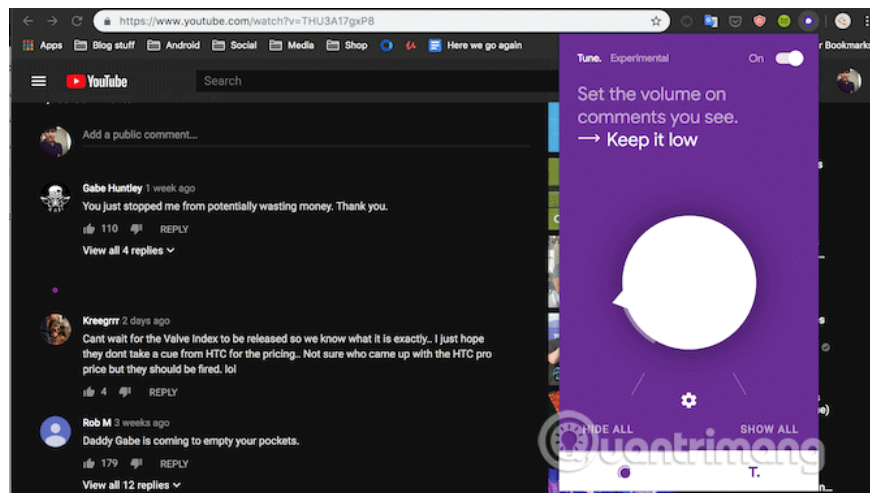 https://www.youtube.com/watch?v=THU3A17gxP8
Apps Blog stuff Android Social Media Shop Here we go again r Bookmarks
YouTube
Search
Add a public comment...
Gabe Huntley 1 week ago
You just stopped me from potentially wasting money. Thank you.
110 REPLY
View all 4 replies
Kreegrrr 2 days ago
Cant wait for the Valve Index to be released so we know what it is exactly.. I just hope
they dont take a cue from HTC for the pricing.. Not sure who came up with the HTC pro
price but they should be fired. lol
4 REPLY
Rob M 3 weeks ago
Daddy Gabe is coming to empty your pockets.
179 REPLY
View all 12 replies
Tune. Experimental On
Set the volume on
comments you see.
→ Keep it low
HIDE ALL SHOW ALL
T.
Quantrimang